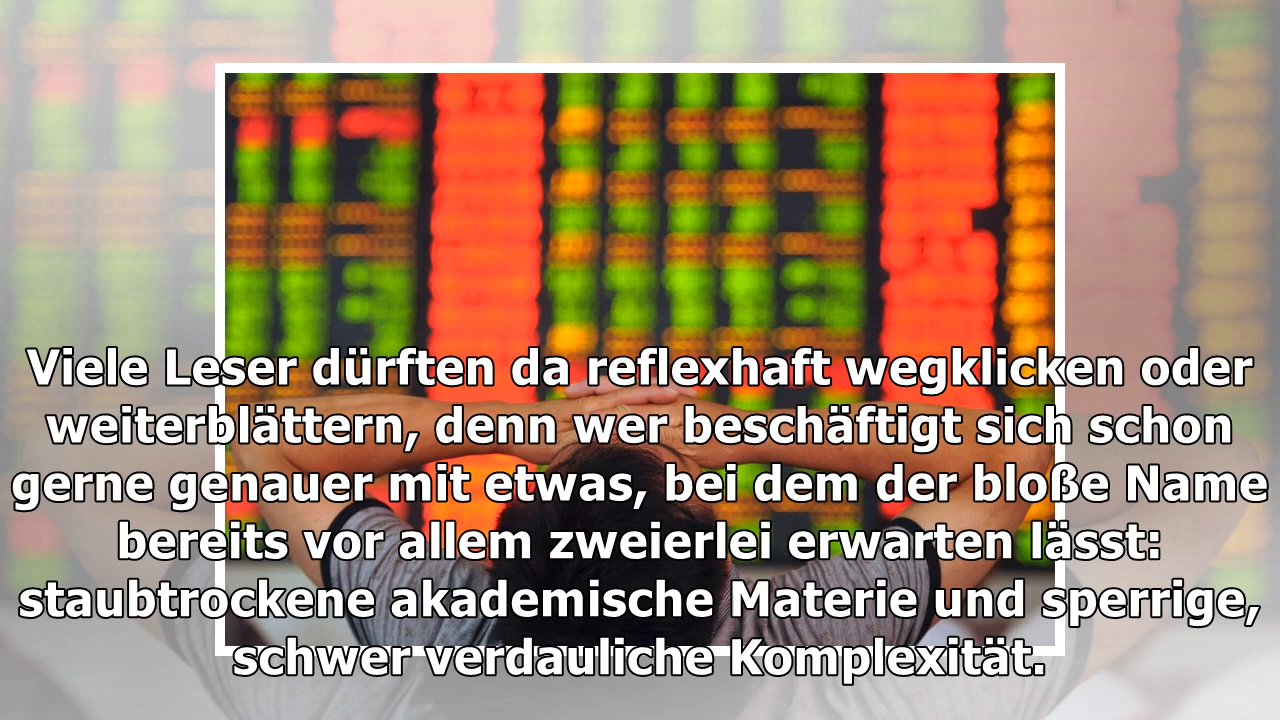 Viele Leser dürften da reflexhaft wegklicken oder
weiterblättern, denn wer beschäftigt sich schon
gerne genauer mit etwas, bei dem der bloße Name
bereits vor allem zweierlei erwarten lässt:
staubtrockene akademische Materie und sperrige,
schwer verdauliche Komplexität.